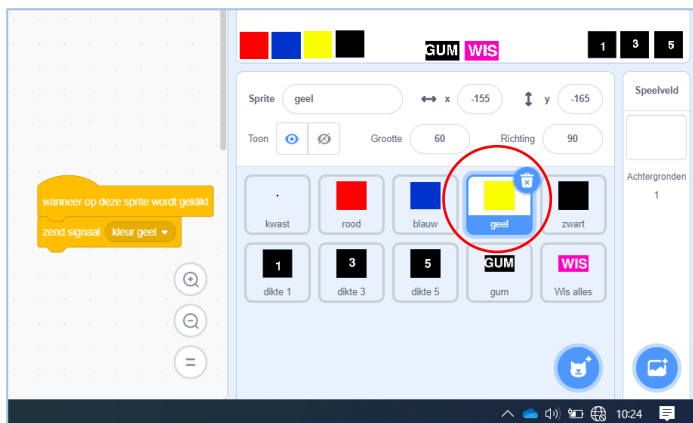 GUM WIS 1 3 5
Sprite geel x -155 y -165
Toon Grootte 60 Richting 90
Speelveld
Achtergronden
1
wanneer op deze sprite wordt geklikt
zend signaal kleur geel
kwast rood blauw geel zwart
1 3 5 GUM WIS
dikte 1 dikte 3 dikte 5 gum Wis alles
10:24